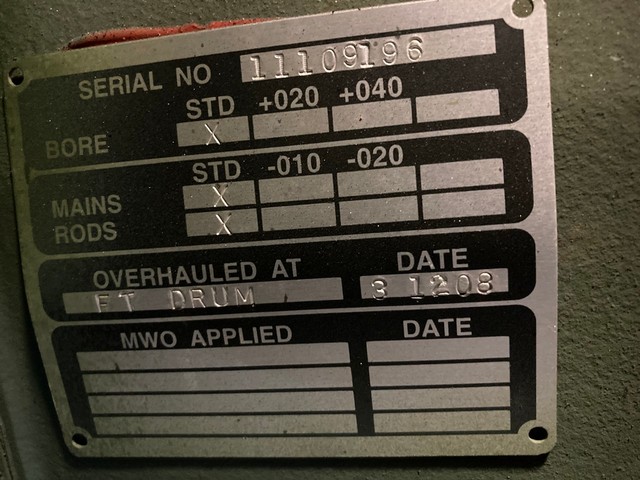 SERIAL NO 11109196
STD +020 +040
BORE X
STD -010 -020
MAINS X
RODS X
OVERHAULED AT DATE
FT DRUM 3 1208
MWO APPLIED DATE